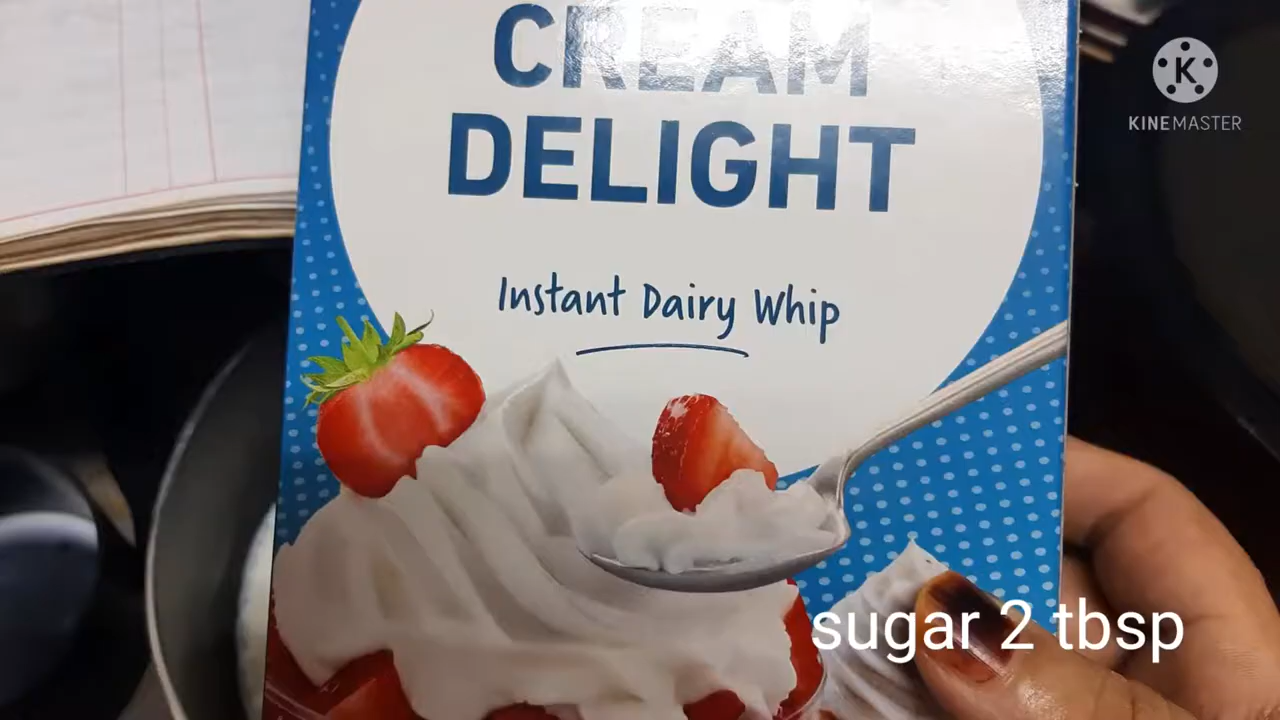 CREAM
DELIGHT
Instant Dairy Whip
K
KINEMASTER
sugar 2 tbsp